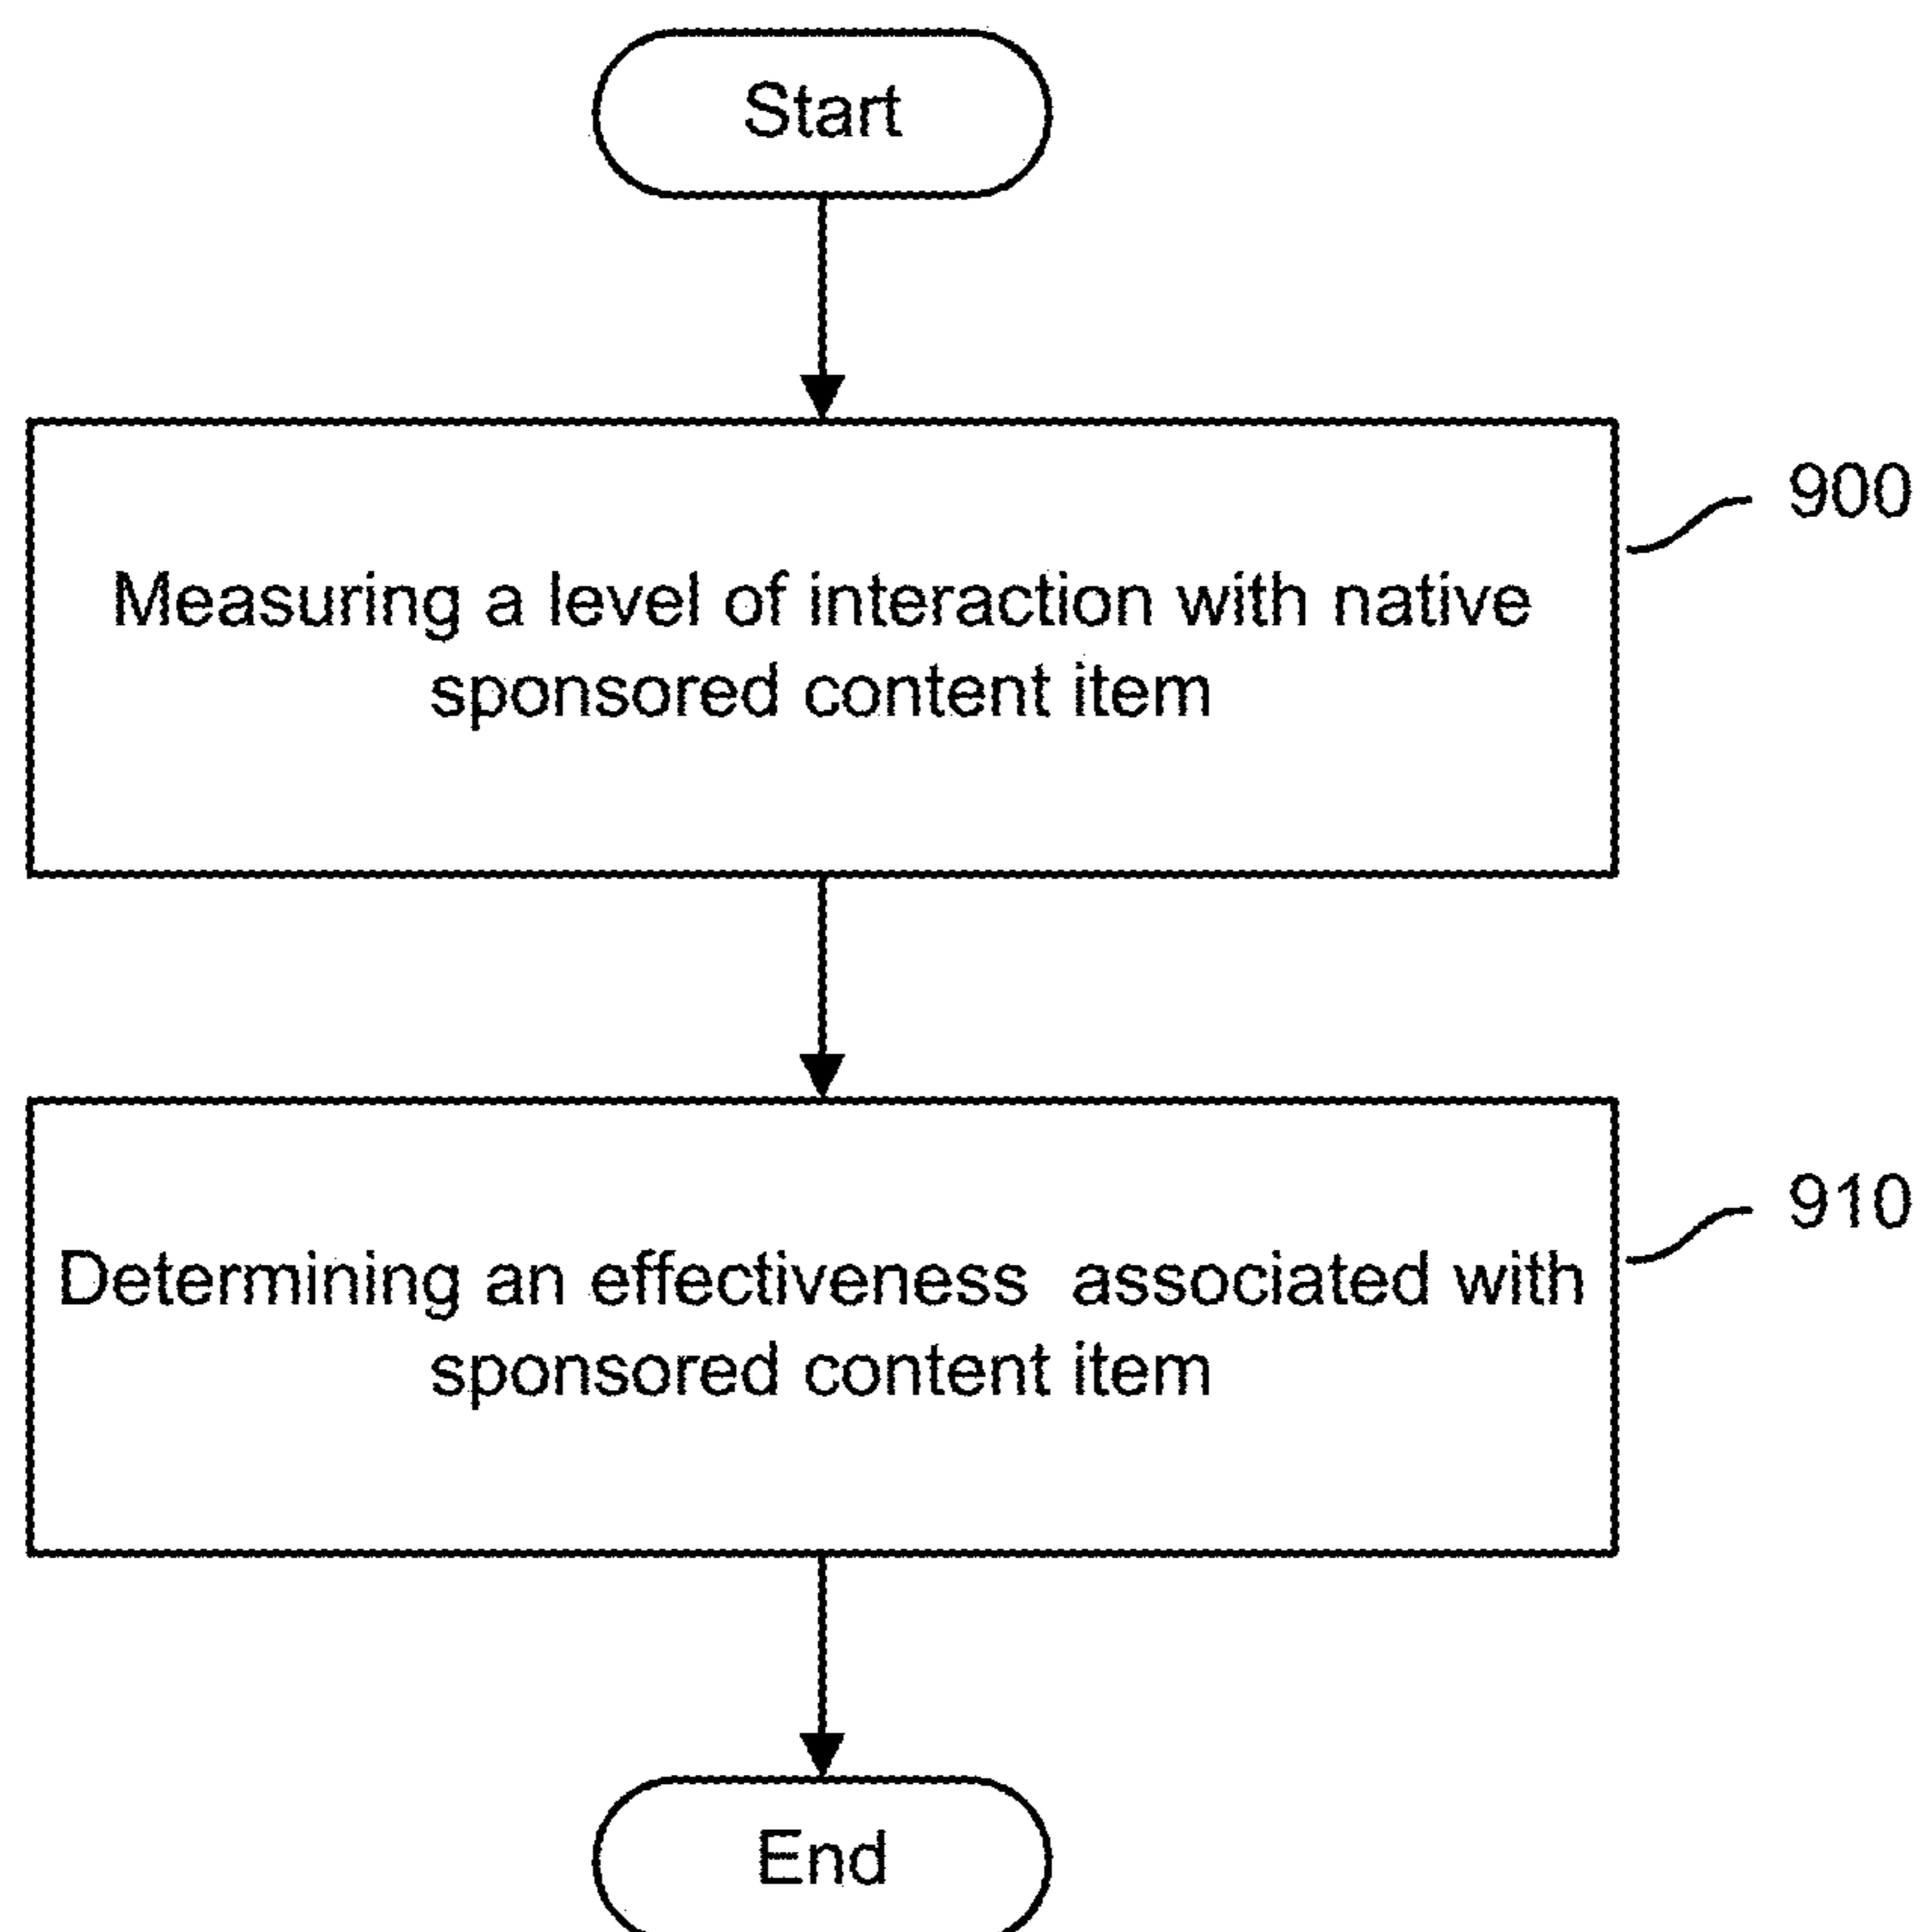 Start
900
Measuring a level of interaction with native
sponsored content item
910
Determining an effectiveness associated with
sponsored content item
End